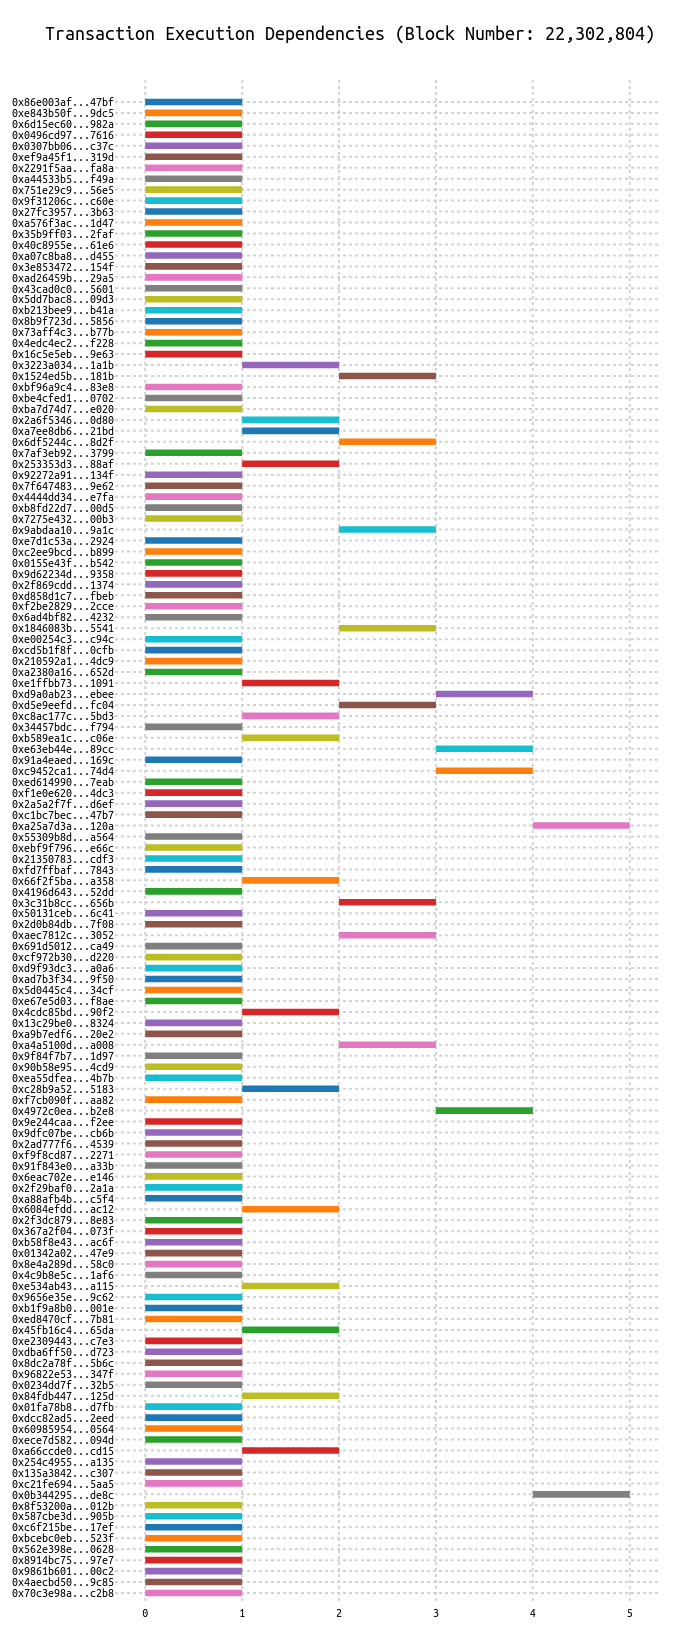 Transaction Execution Dependencies (Block Number: 22,302,804)
0x86e003af...47bf
0xe843b50f...9dc5
0x6d15ec60...982a
0x0496cd97...7616
0x0307bb06...c37c
0xef9a45f1...319d
0x2291f5aa...fa8a
0xa44533b5...f49a
0x751e29c9...56e5
0x9f31206c...c60e
0x27fc3957...3b63
0xa576f3ac...1d47
0x35b9ff03...2faf
0x40c8955e...61e6
0xa07c8ba8...d455
0x3e853472...154f
0xad26459b...29a5
0x43cad0c0...5601
0x5dd7bac8...09d3
0xb213bee9...b41a
0x8b9f723d...5856
0x73aff4c3...b77b
0x4edc4ec2...f228
0x16c5e5eb...9e63
0x3223a034...1a1b
0x1524ed5b...181b
0xbf96a9c4...83e8
0xbe4cfed1...0702
0xba7d74d7...e020
0x2a6f5346...0d80
0xa7ee8db6...21bd
0x6df5244c...8d2f
0x7af3eb92...3799
0x253353d3...88af
0x92272a91...134f
0x7f647483...9e62
0x4444dd34...e7fa
0xb8fd22d7...00d5
0x7275e432...00b3
0x9abdaa10...9a1c
0xe7d1c53a...2924
0xc2ee9bcd...b899
0x0155e43f...b542
0x9d62234d...9358
0x2f869cdd...1374
0xd858d1c7...fbeb
0xf2be2829...2cce
0x6ad4bf82...4232
0x1846083b...5541
0xe00254c3...c94c
0xcd5b1f8f...0cfb
0x210592a1...4dc9
0xa2380a16...652d
0xe1ffbb73...1091
0xd9a0ab23...ebee
0xd5e9eefd...fc04
0xc8ac177c...5bd3
0x34457bdc...f794
0xb589ea1c...c06e
0xe63eb44e...89cc
0x91a4eaed...169c
0xc9452ca1...74d4
0xed614990...7eab
0xf1e0e620...4dc3
0x2a5a2f7f...d6ef
0xc1bc7bec...47b7
0xa25a7d3a...120a
0x55309b8d...a564
0xebf9f796...e66c
0x21350783...cdf3
0xfd7ffbaf...7843
0x66f2f5ba...a358
0x4196d643...52dd
0x3c31b8cc...656b
0x50131ceb...6c41
0x2d0b84db...7f08
0xaec7812c...3052
0x691d5012...ca49
0xcf972b30...d220
0xd9f93dc3...a0a6
0xad7b3f34...9f50
0x5d0445c4...34cf
0xe67e5d03...f8ae
0x4cdc85bd...90f2
0x13c29be0...8324
0xa9b7edf6...20e2
0xa4a5100d...a008
0x9f84f7b7...1d97
0x90b58e95...4cd9
0xea55dfea...4b7b
0xc28b9a52...5183
0xf7cb090f...aa82
0x4972c0ea...b2e8
0x9e244caa...f2ee
0x9dfc07be...cb6b
0x2ad777f6...4539
0xf9f8cd87...2271
0x91f843e0...a33b
0x6eac702e...e146
0x2f29baf0...2a1a
0xa88afb4b...c5f4
0x6084efdd...ac12
0x2f3dc879...8e83
0x367a2f04...073f
0xb58f8e43...ac6f
0x01342a02...47e9
0x8e4a289d...58c0
0x4c9b8e5c...1af6
0xe534ab43...a115
0x9656e35e...9c62
0xb1f9a8b0...001e
0xed8470cf...7b81
0x45fb16c4...65da
0xe2309443...c7e3
0xdba6ff50...d723
0x8dc2a78f...5b6c
0x96822e53...347f
0x0234dd7f...32b5
0x84fdb447...125d
0x01fa78b8...d7fb
0xdcc82ad5...2eed
0x60985954...0564
0xece7d582...094d
0xa66ccde0...cd15
0x254c4955...a135
0x135a3842...c307
0xc21fe694...5aa5
0x0b344295...de8c
0x8f53200a...012b
0x587cbe3d...905b
0xc6f215be...17ef
0xbcebc0eb...523f
0x562e398e...0628
0x8914bc75...97e7
0x9861b601...00c2
0x4aecbd50...9c85
0x70c3e98a...c2b8
0 1 2 3 4 5